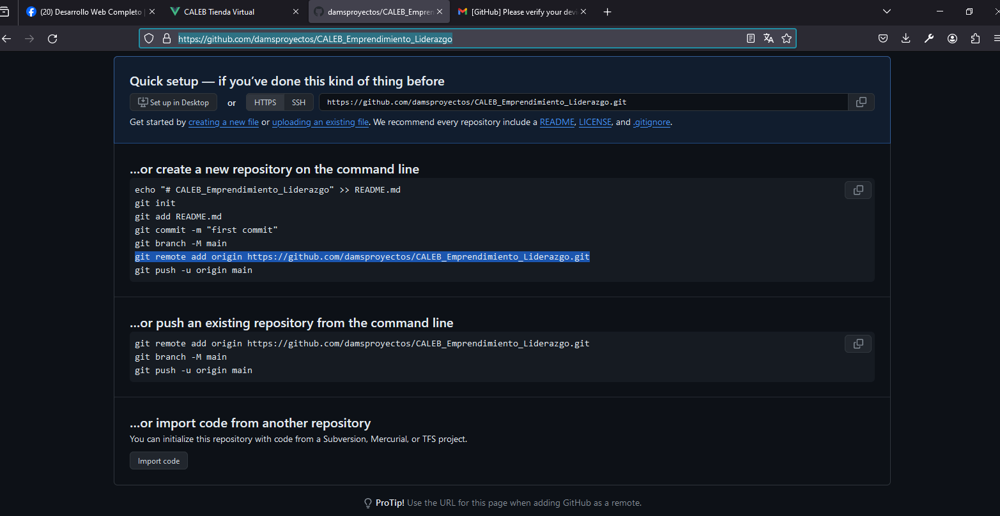 (20) Desarrollo Web Completo
CALEB Tienda Virtual
damsproyectos/CALEB_Empren
[GitHub] Please verify your devi
https://github.com/damsproyectos/CALEB_Emprendimiento_Liderazgo
Quick setup — if you’ve done this kind of thing before
Set up in Desktop or HTTPS SSH https://github.com/damsproyectos/CALEB_Emprendimiento_Liderazgo.git
Get started by creating a new file or uploading an existing file. We recommend every repository include a README, LICENSE, and .gitignore.
…or create a new repository on the command line
echo "# CALEB_Emprendimiento_Liderazgo" >> README.md
git init
git add README.md
git commit -m "first commit"
git branch -M main
git remote add origin https://github.com/damsproyectos/CALEB_Emprendimiento_Liderazgo.git
git push -u origin main
…or push an existing repository from the command line
git remote add origin https://github.com/damsproyectos/CALEB_Emprendimiento_Liderazgo.git
git branch -M main
git push -u origin main
…or import code from another repository
You can initialize this repository with code from a Subversion, Mercurial, or TFS project.
Import code
ProTip! Use the URL for this page when adding GitHub as a remote.